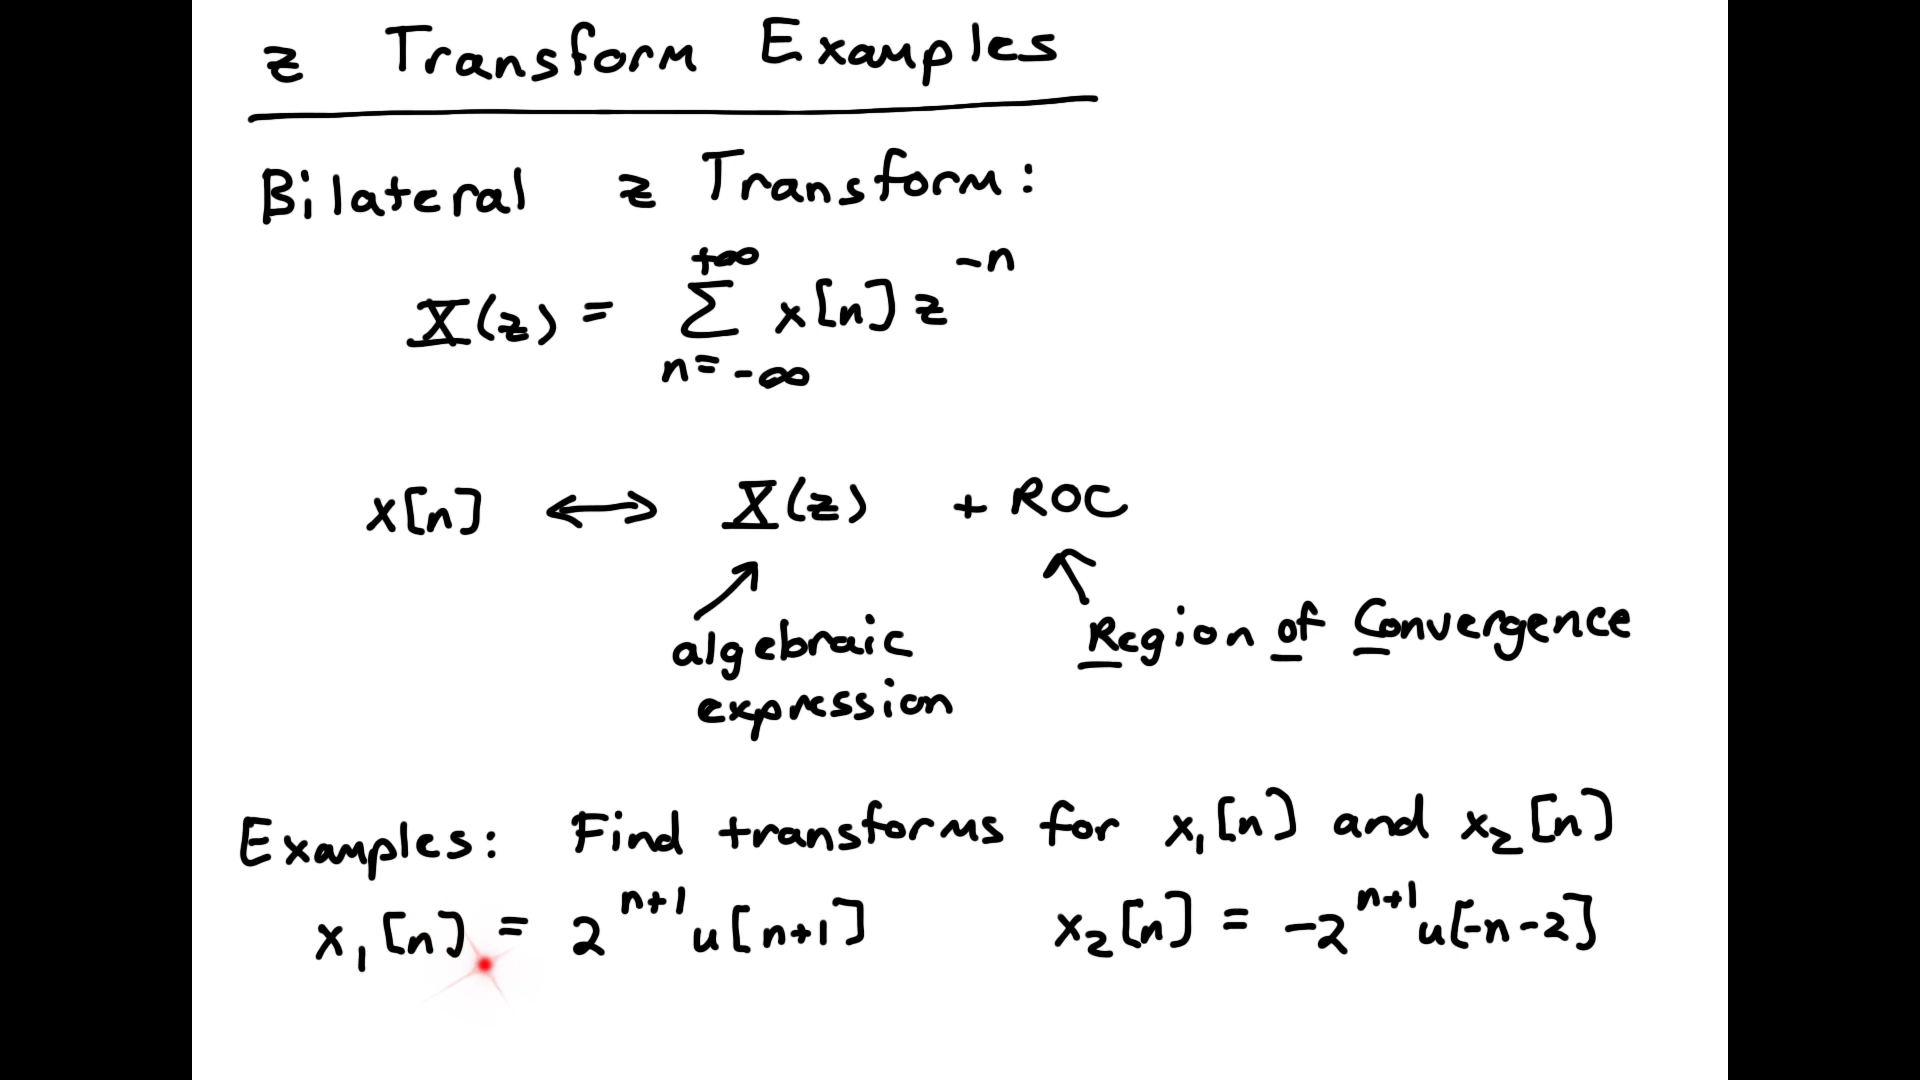 z Transform Examples
Bilateral z Transform:
X(z) = ∑_{n=-∞}^{+∞} x[n] z^{-n}
x[n] ⟷ X(z) + ROC
algebraic expression
Region of Convergence
Examples: Find transforms for x₁[n] and x₂[n]
x₁[n] = 2^{n+1} u[n+1] x₂[n] = -2^{n+1} u[-n-2]